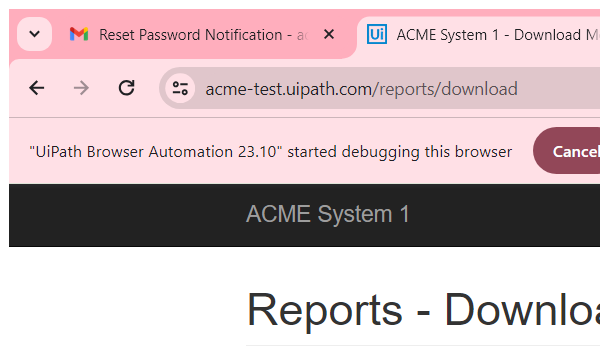 Reset Password Notification - ac
Ui ACME System 1 - Download M
acme-test.uipath.com/reports/download
"UiPath Browser Automation 23.10" started debugging this browser Cancel
ACME System 1
Reports - Downloa